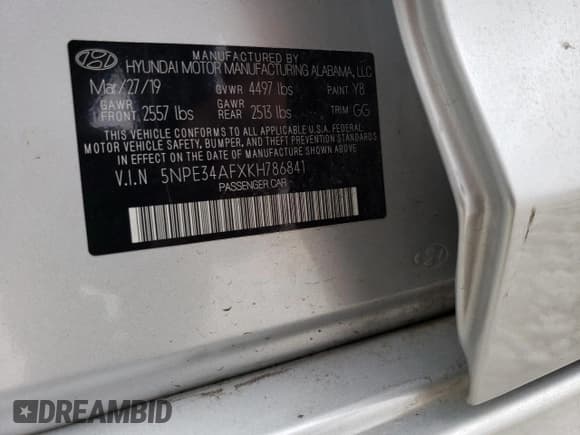 MANUFACTURED BY
HYUNDAI MOTOR MANUFACTURING ALABAMA, LLC
Mar/27/19 GVWR 4497 lbs PAINT Y8
GAWR FRONT 2557 lbs GAWR REAR 2513 lbs TRIM GG
THIS VEHICLE CONFORMS TO ALL APPLICABLE U.S.A. FEDERAL
MOTOR VEHICLE SAFETY, BUMPER, AND THEFT PREVENTION STANDARDS
IN EFFECT ON THE DATE OF MANUFACTURE SHOWN ABOVE.
V.I.N 5NPE34AFXKH786841
PASSENGER CAR
DREAMBID